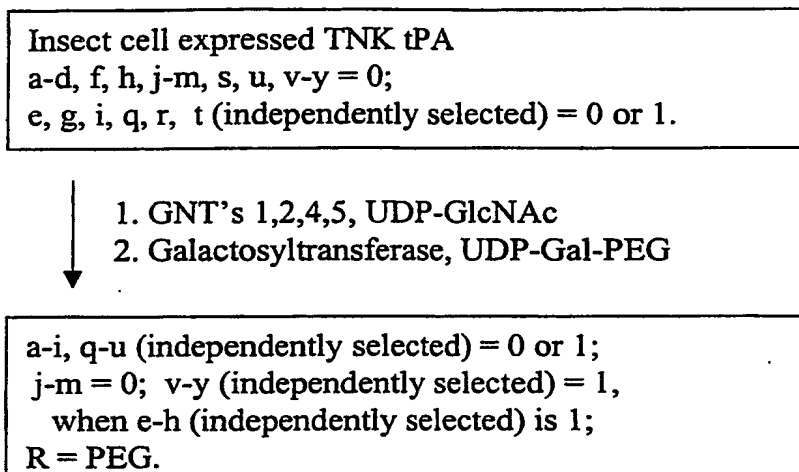 Insect cell expressed TNK tPA
a-d, f, h, j-m, s, u, v-y = 0;
e, g, i, q, r, t (independently selected) = 0 or 1.
1. GNT's 1,2,4,5, UDP-GlcNAc
2. Galactosyltransferase, UDP-Gal-PEG
a-i, q-u (independently selected) = 0 or 1;
j-m = 0; v-y (independently selected) = 1,
when e-h (independently selected) is 1;
R = PEG.